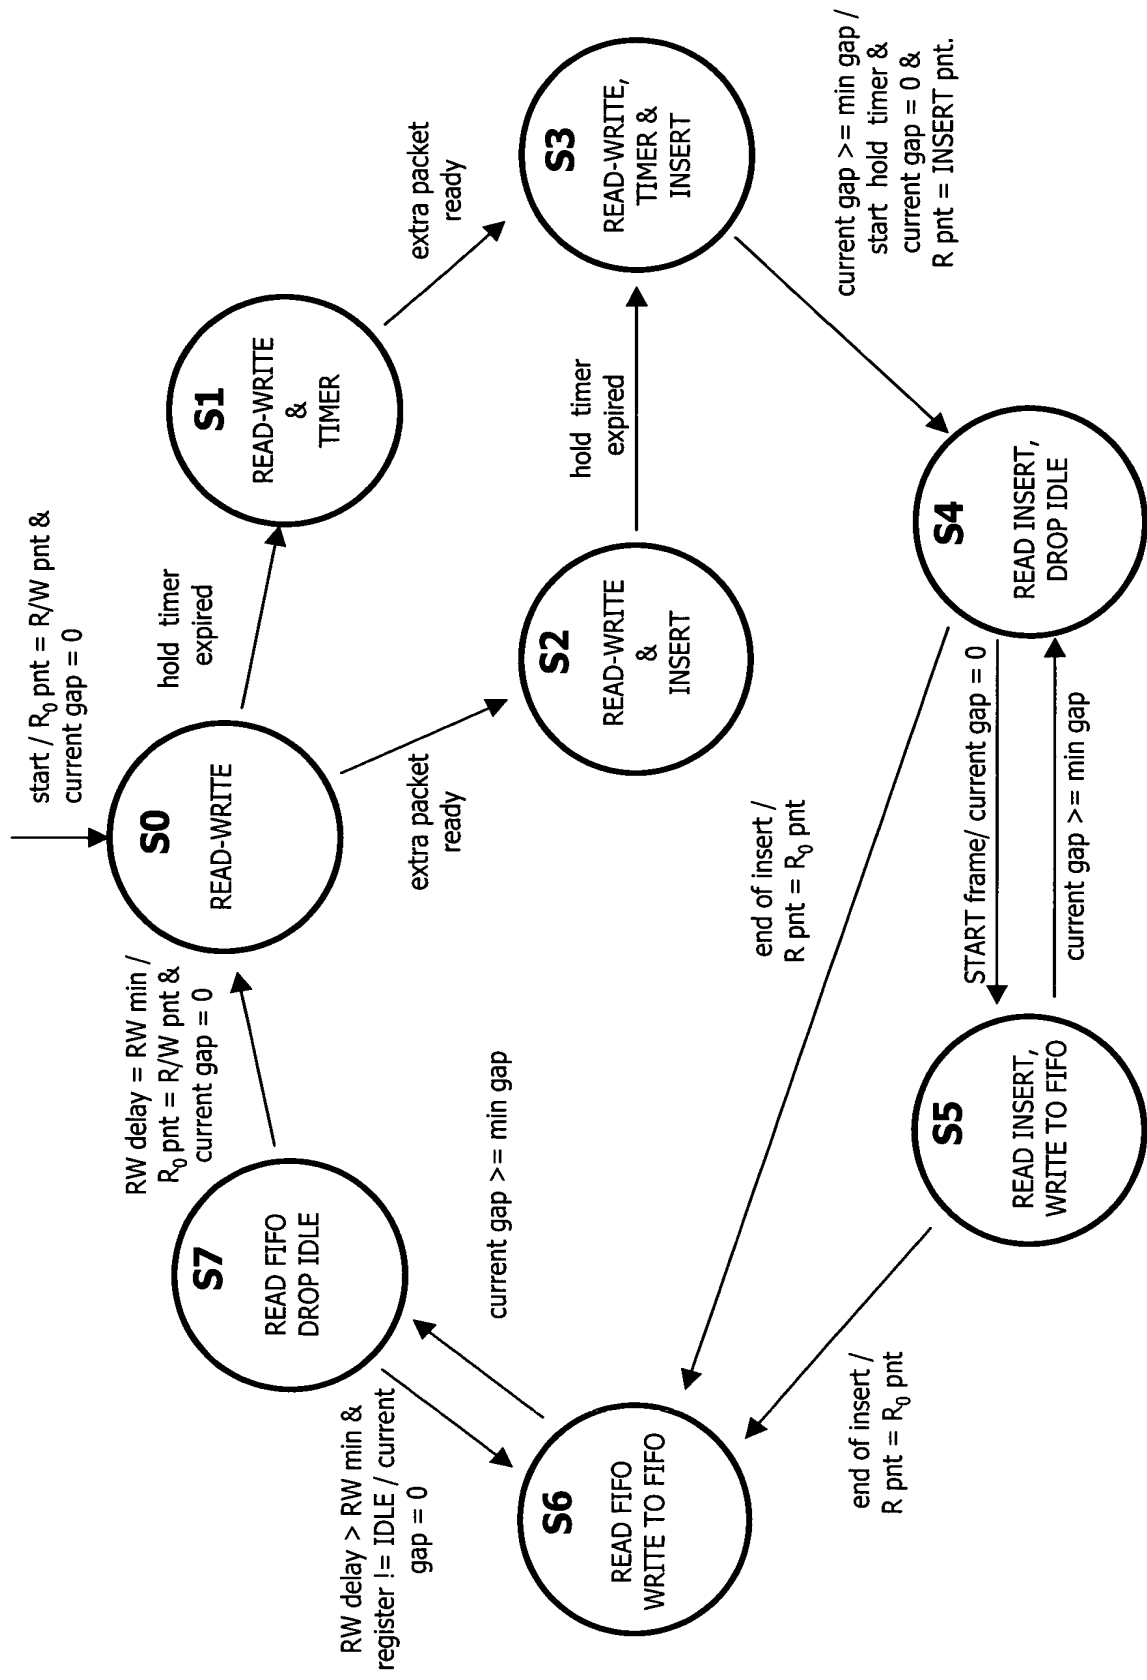 start / R0 pnt = R/W pnt &
current gap = 0
S0
READ-WRITE
hold timer
expired
S1
READ-WRITE
&
TIMER
extra packet
ready
S2
READ-WRITE
&
INSERT
extra packet
ready
hold timer
expired
S3
READ-WRITE,
TIMER &
INSERT
current gap >= min gap /
start hold timer &
current gap = 0 &
R pnt = INSERT pnt.
S4
READ INSERT,
DROP IDLE
START frame/ current gap = 0
current gap >= min gap
end of insert /
R pnt = R0 pnt
S5
READ INSERT,
WRITE TO FIFO
end of insert /
R pnt = R0 pnt
S6
READ FIFO
WRITE TO FIFO
current gap >= min gap
RW delay > RW min &
register != IDLE / current
gap = 0
S7
READ FIFO
DROP IDLE
RW delay = RW min /
R0 pnt = R/W pnt &
current gap = 0